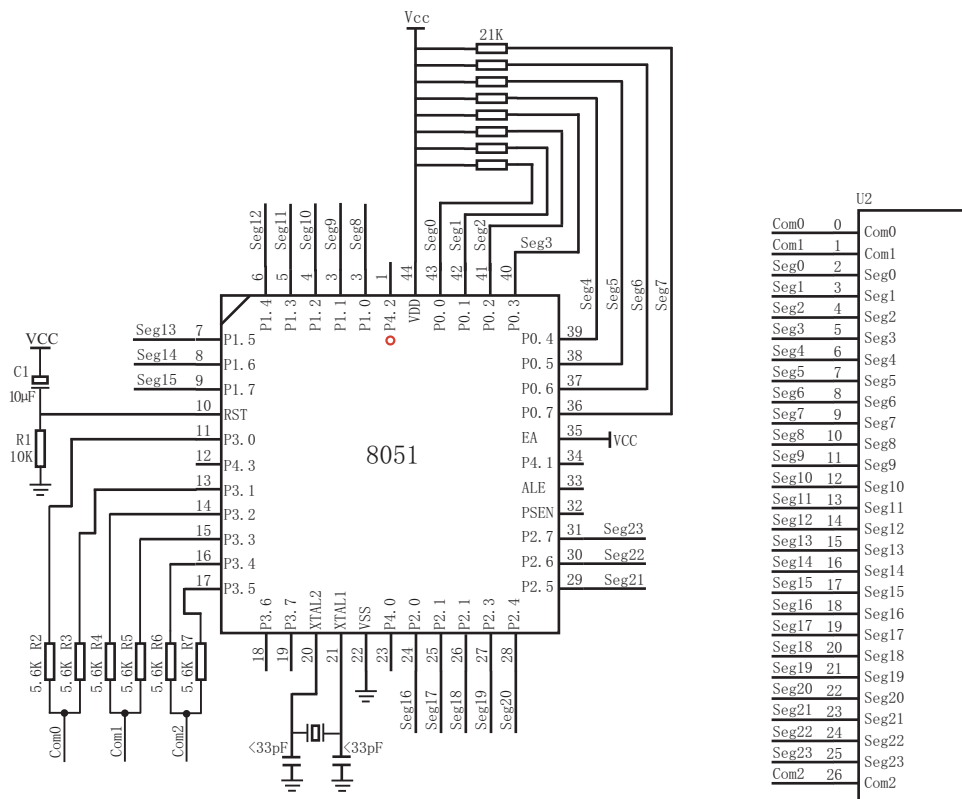 Vcc
21K
Seg12
Seg11
Seg10
Seg9
Seg8
Seg0
Seg1
Seg2
Seg3
Seg4
Seg5
Seg6
Seg7
6
5
4
3
3
1
44
43
42
41
40
P1.4
P1.3
P1.2
P1.1
P1.0
P4.2
VDD
P0.0
P0.1
P0.2
P0.3
Seg13 7 P1.5
Seg14 8 P1.6
Seg15 9 P1.7
10 RST
11 P3.0
12 P4.3
13 P3.1
14 P3.2
15 P3.3
16 P3.4
17 P3.5
VCC
C1
10μF
R1
10K
8051
P0.4 39
P0.5 38
P0.6 37
P0.7 36
EA 35 VCC
P4.1 34
ALE 33
PSEN 32
P2.7 31 Seg23
P2.6 30 Seg22
P2.5 29 Seg21
P3.6
P3.7
XTAL2
XTAL1
VSS
P4.0
P2.0
P2.1
P2.1
P2.3
P2.4
18
19
20
21
22
23
24
25
26
27
28
Seg16
Seg17
Seg18
Seg19
Seg20
5.6K R2
5.6K R3
5.6K R4
5.6K R5
5.6K R6
5.6K R7
Com0
Com1
Com2
<33pF
<33pF
U2
Com0 0 Com0
Com1 1 Com1
Seg0 2 Seg0
Seg1 3 Seg1
Seg2 4 Seg2
Seg3 5 Seg3
Seg4 6 Seg4
Seg5 7 Seg5
Seg6 8 Seg6
Seg7 9 Seg7
Seg8 10 Seg8
Seg9 11 Seg9
Seg10 12 Seg10
Seg11 13 Seg11
Seg12 14 Seg12
Seg13 15 Seg13
Seg14 16 Seg14
Seg15 17 Seg15
Seg16 18 Seg16
Seg17 19 Seg17
Seg18 20 Seg18
Seg19 21 Seg19
Seg20 22 Seg20
Seg21 23 Seg21
Seg22 24 Seg22
Seg23 25 Seg23
Com2 26 Com2